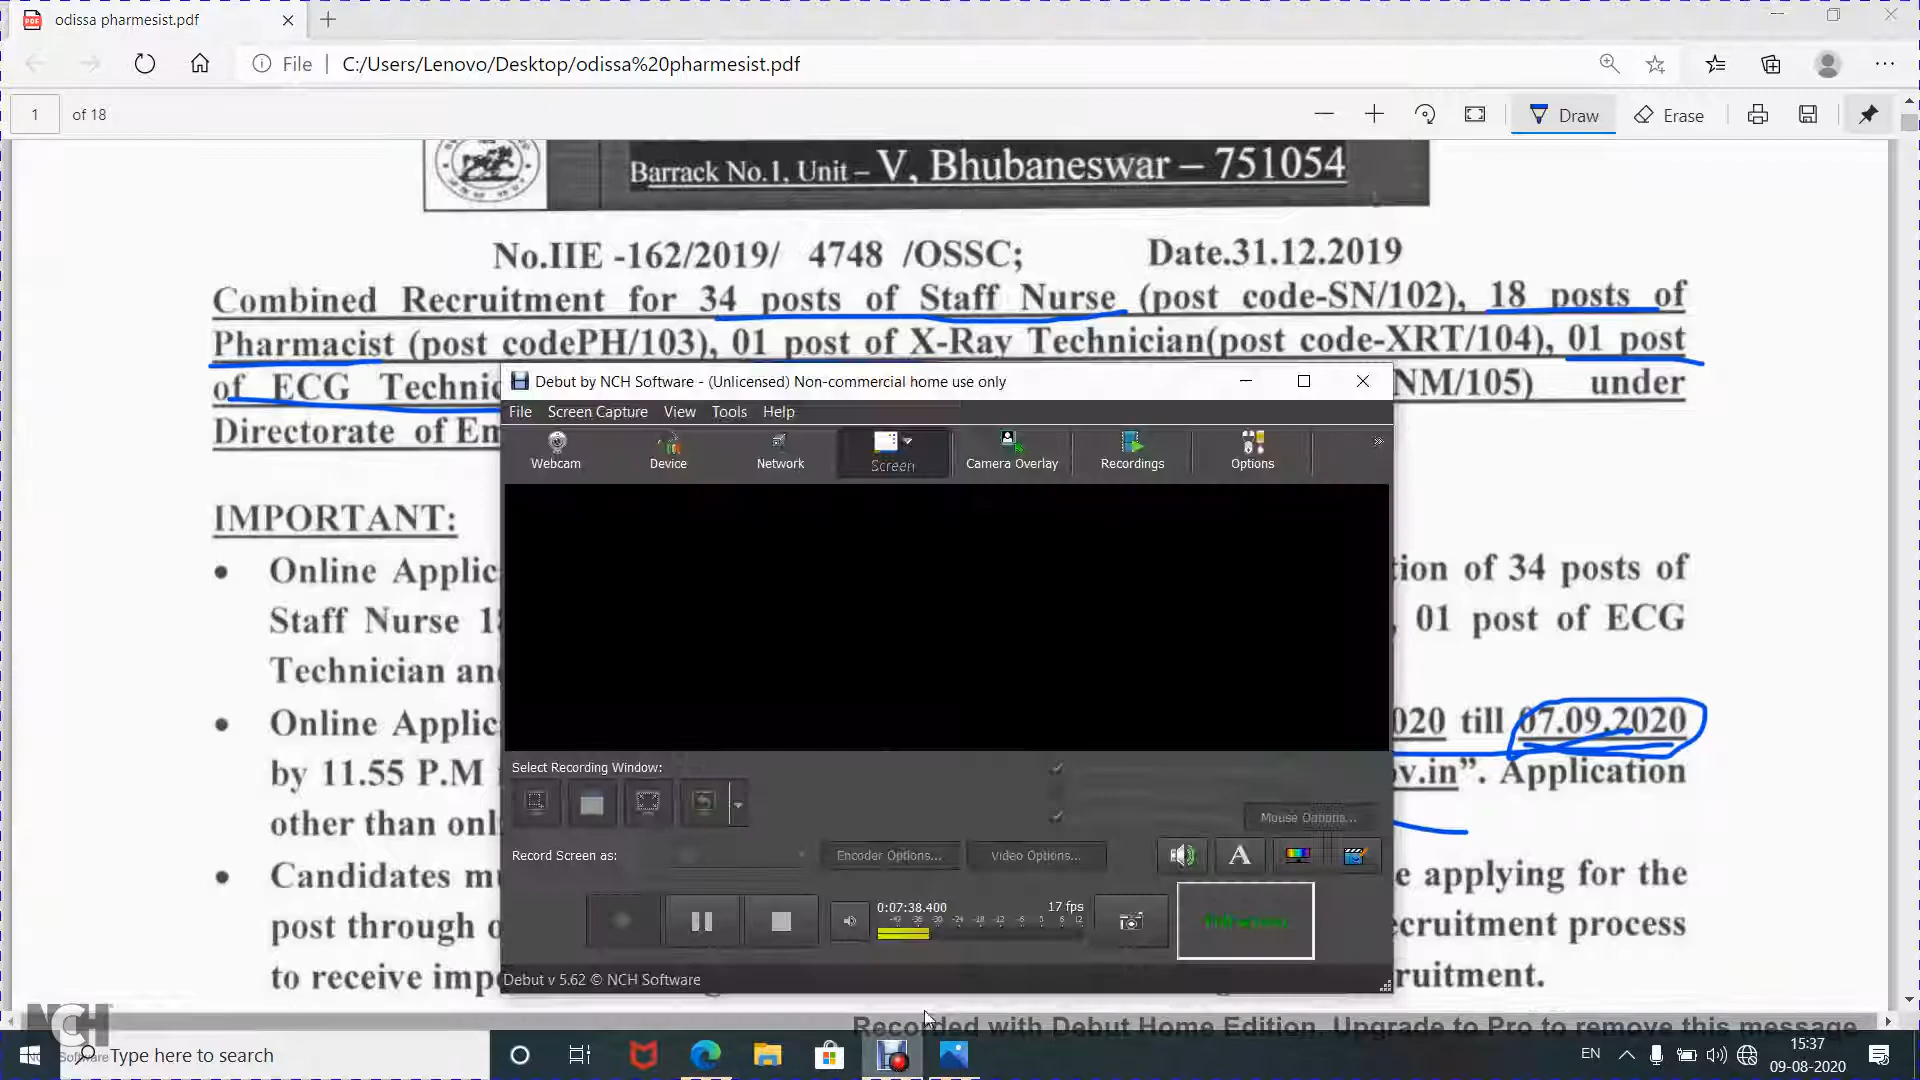 odissa pharmesist.pdf
File C:/Users/Lenovo/Desktop/odissa%20pharmesist.pdf
1 of 18 Draw Erase
Barrack No.1, Unit – V, Bhubaneswar – 751054
No.IIE -162/2019/ 4748 /OSSC; Date.31.12.2019
Combined Recruitment for 34 posts of Staff Nurse (post code-SN/102), 18 posts of
Pharmacist (post codePH/103), 01 post of X-Ray Technician(post code-XRT/104), 01 post
of ECG Technic NM/105) under
Directorate of Em
IMPORTANT:
• Online Applic tion of 34 posts of
Staff Nurse 18 , 01 post of ECG
Technician and
• Online Applic 020 till 07.09.2020
by 11.55 P.M ov.in”. Application
other than onl
• Candidates mu e applying for the
post through o ecruitment process
to receive imp ruitment.
Debut by NCH Software - (Unlicensed) Non-commercial home use only
File Screen Capture View Tools Help
Webcam Device Network Screen Camera Overlay Recordings Options
Select Recording Window:
Mouse Options...
Record Screen as: Encoder Options... Video Options... A
0:07:38.400 17 fps
Debut v 5.62 © NCH Software
NCH
Recorded with Debut Home Edition. Upgrade to Pro to remove this message
Type here to search
EN 15:37
09-08-2020